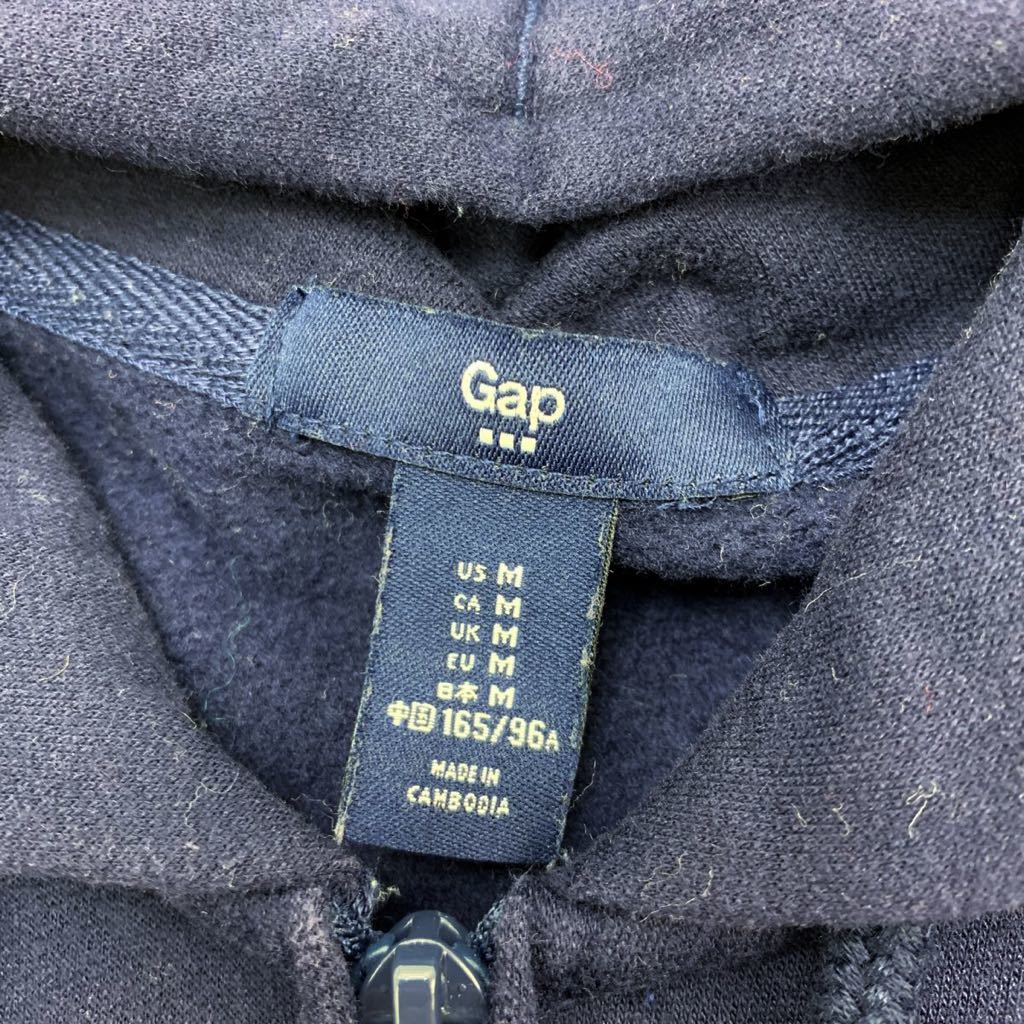 Gap
US M
CA M
UK M
EU M
日本 M
中国 165/96A
MADE IN
CAMBODIA